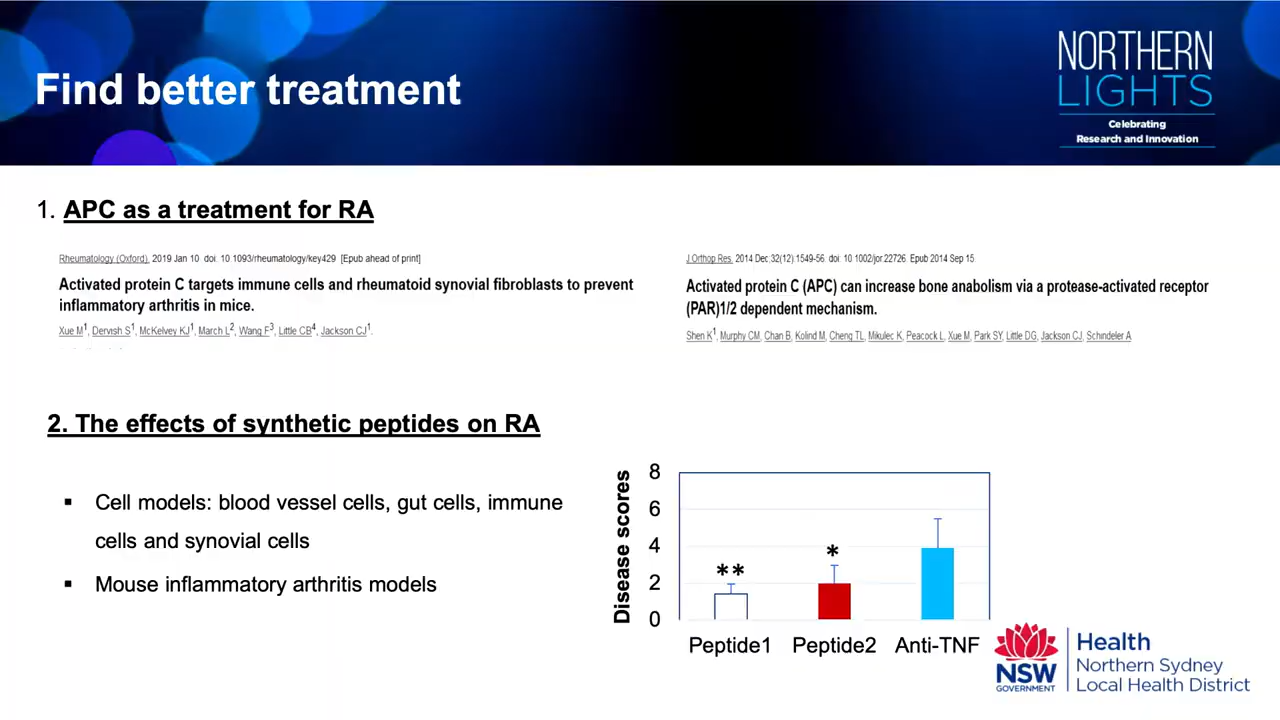 Find better treatment
NORTHERN
LIGHTS
Celebrating
Research and Innovation
1. APC as a treatment for RA
Rheumatology (Oxford). 2019 Jan 10 doi: 10.1093/rheumatology/key429 [Epub ahead of print]
Activated protein C targets immune cells and rheumatoid synovial fibroblasts to prevent
inflammatory arthritis in mice.
Xue M1, Dervish S1, McKelvey KJ1, March L2, Wang F3, Little CB4, Jackson CJ1.
J Orthop Res. 2014 Dec;32(12):1549-56. doi: 10.1002/jor.22726. Epub 2014 Sep 15.
Activated protein C (APC) can increase bone anabolism via a protease-activated receptor
(PAR)1/2 dependent mechanism.
Shen K1, Murphy CM, Chan B, Kolind M, Cheng TL, Mikulec K, Peacock L, Xue M, Park SY, Little DG, Jackson CJ, Schindeler A
2. The effects of synthetic peptides on RA
▪ Cell models: blood vessel cells, gut cells, immune
cells and synovial cells
▪ Mouse inflammatory arthritis models
Disease scores
8
6
4
2
0
**
*
Peptide1 Peptide2 Anti-TNF
NSW
GOVERNMENT
Health
Northern Sydney
Local Health District